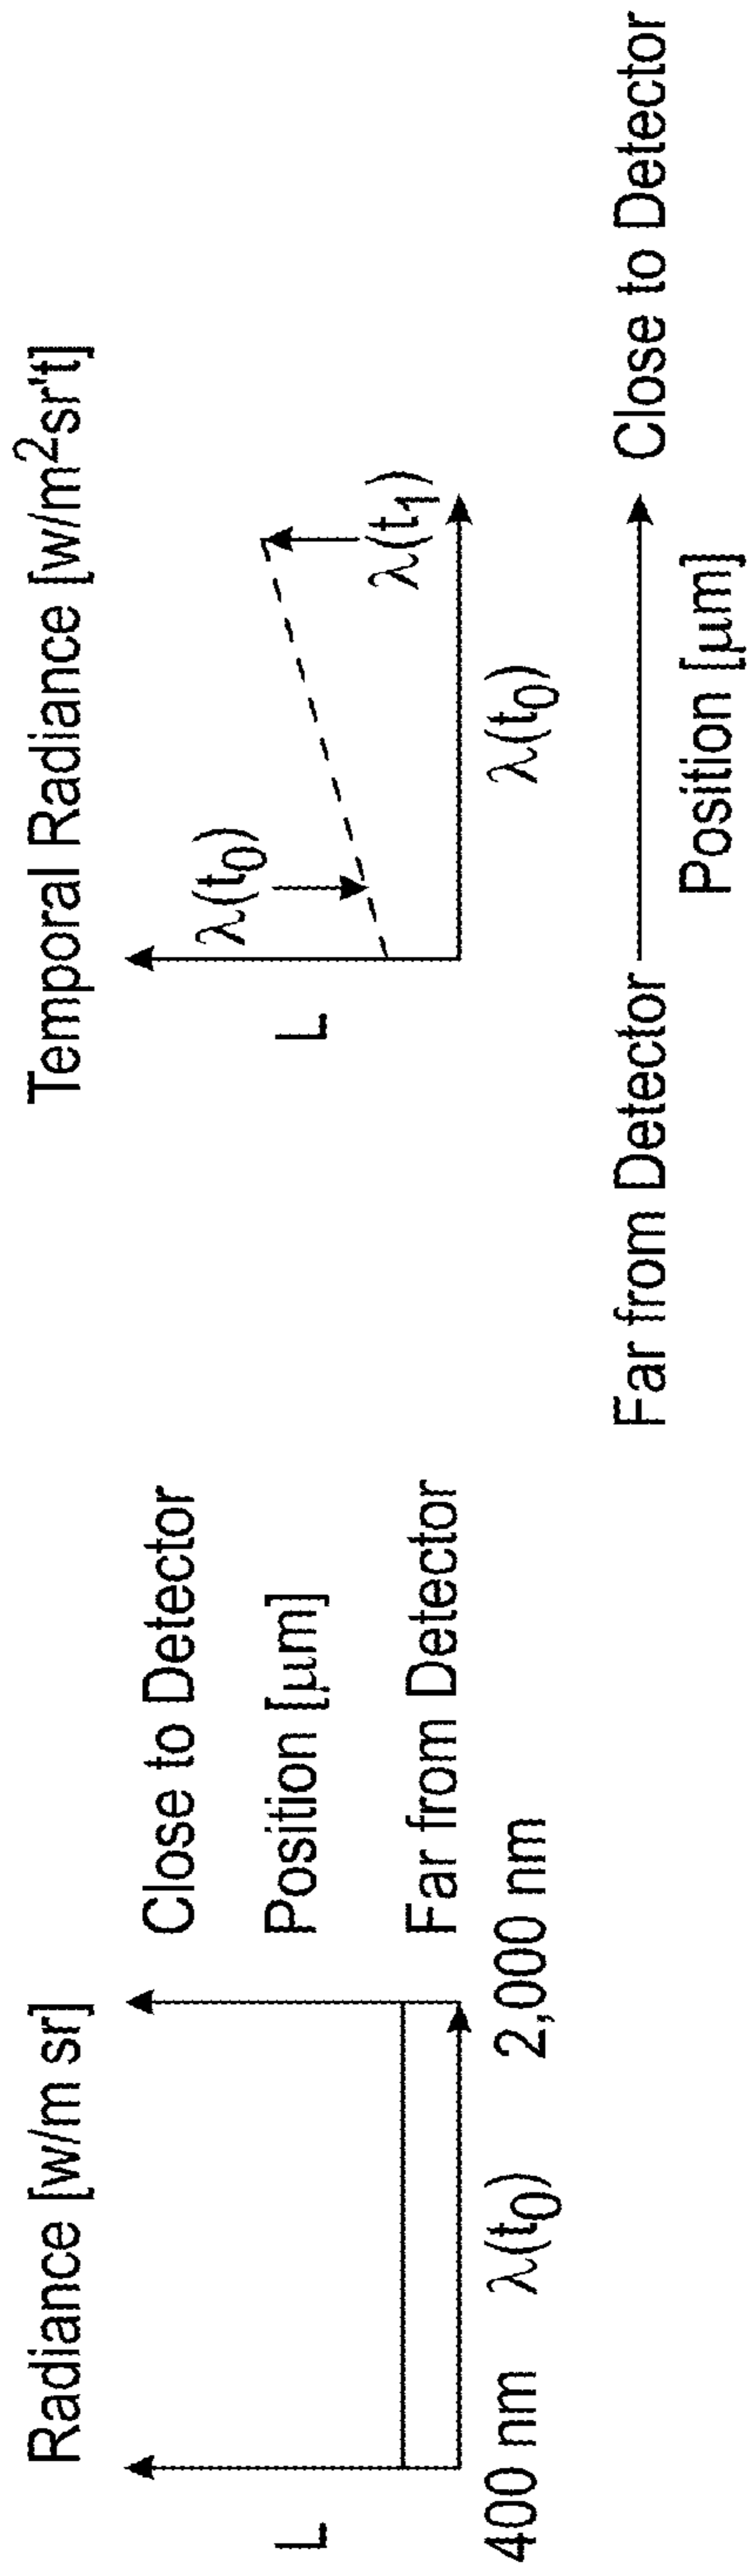 Radiance [w/m sr]
L
Close to Detector
Position [µm]
Far from Detector
400 nm λ(t0) 2,000 nm
Temporal Radiance [w/m2sr't]
L
λ(t0)
λ(t1)
λ(t0)
Far from Detector
Close to Detector
Position [µm]